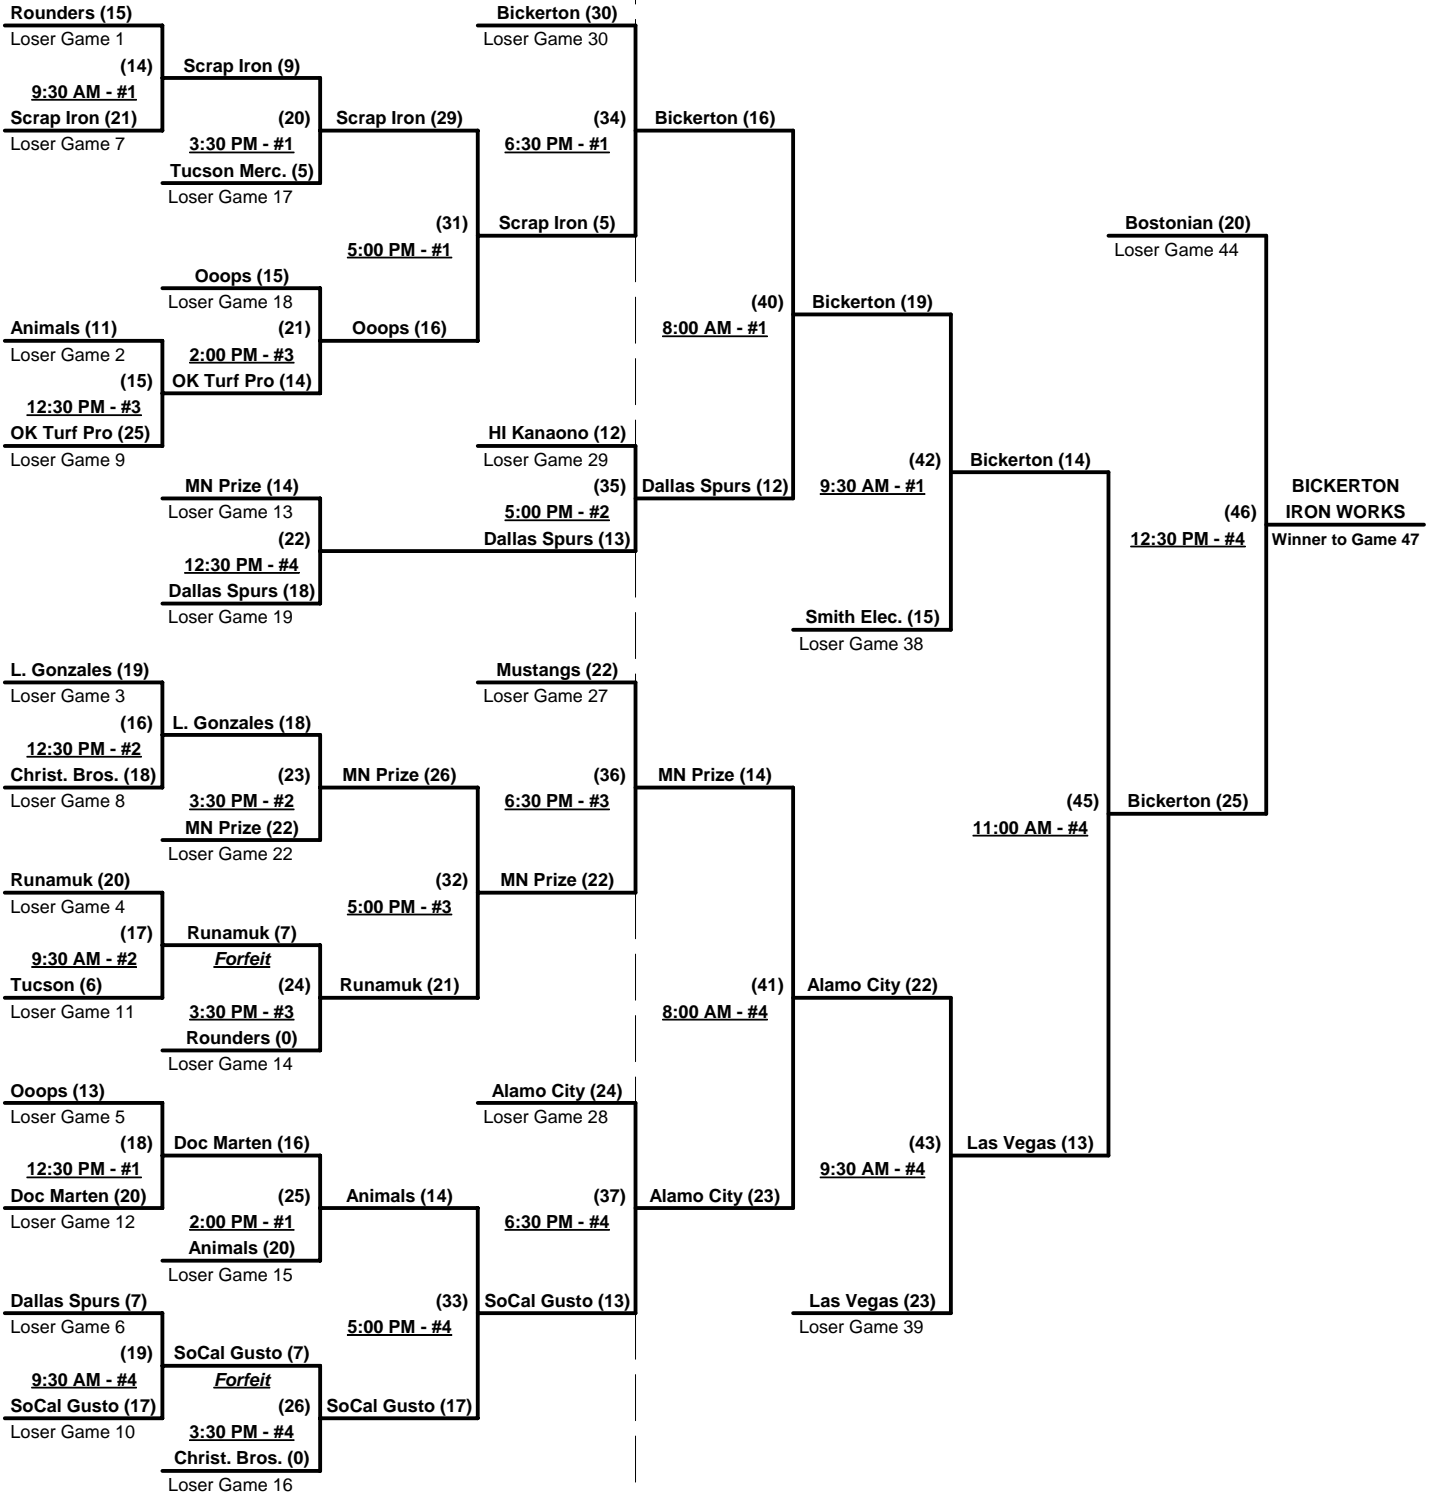 Rounders (15)
Loser Game 1
(14)
9:30 AM - #1
Scrap Iron (21)
Loser Game 7
Scrap Iron (9)
(20)
3:30 PM - #1
Tucson Merc. (5)
Loser Game 17
Scrap Iron (29)
(31)
5:00 PM - #1
Ooops (15)
Loser Game 18
(21)
2:00 PM - #3
OK Turf Pro (14)
Ooops (16)
Animals (11)
Loser Game 2
(15)
12:30 PM - #3
OK Turf Pro (25)
Loser Game 9
MN Prize (14)
Loser Game 13
(22)
12:30 PM - #4
Dallas Spurs (18)
Loser Game 19
Bickerton (30)
Loser Game 30
(34)
6:30 PM - #1
Scrap Iron (5)
Bickerton (16)
HI Kanaono (12)
Loser Game 29
(35)
5:00 PM - #2
Dallas Spurs (13)
Dallas Spurs (12)
(40)
8:00 AM - #1
Bickerton (19)
(42)
9:30 AM - #1
Smith Elec. (15)
Loser Game 38
Bickerton (14)
L. Gonzales (19)
Loser Game 3
(16)
12:30 PM - #2
Christ. Bros. (18)
Loser Game 8
L. Gonzales (18)
(23)
3:30 PM - #2
MN Prize (22)
Loser Game 22
MN Prize (26)
(32)
5:00 PM - #3
Runamuk (20)
Loser Game 4
(17)
9:30 AM - #2
Tucson (6)
Loser Game 11
Runamuk (7)
Forfeit
(24)
3:30 PM - #3
Rounders (0)
Loser Game 14
Runamuk (21)
Mustangs (22)
Loser Game 27
(36)
6:30 PM - #3
MN Prize (22)
MN Prize (14)
(41)
8:00 AM - #4
Ooops (13)
Loser Game 5
(18)
12:30 PM - #1
Doc Marten (20)
Loser Game 12
Doc Marten (16)
(25)
2:00 PM - #1
Animals (20)
Loser Game 15
Animals (14)
(33)
5:00 PM - #4
Dallas Spurs (7)
Loser Game 6
(19)
9:30 AM - #4
SoCal Gusto (17)
Loser Game 10
SoCal Gusto (7)
Forfeit
(26)
3:30 PM - #4
Christ. Bros. (0)
Loser Game 16
SoCal Gusto (17)
Alamo City (24)
Loser Game 28
(37)
6:30 PM - #4
SoCal Gusto (13)
Alamo City (23)
Alamo City (22)
(43)
9:30 AM - #4
Las Vegas (23)
Loser Game 39
Las Vegas (13)
(45)
11:00 AM - #4
Bostonian (20)
Loser Game 44
(46)
12:30 PM - #4
Bickerton (25)
BICKERTON
IRON WORKS
Winner to Game 47